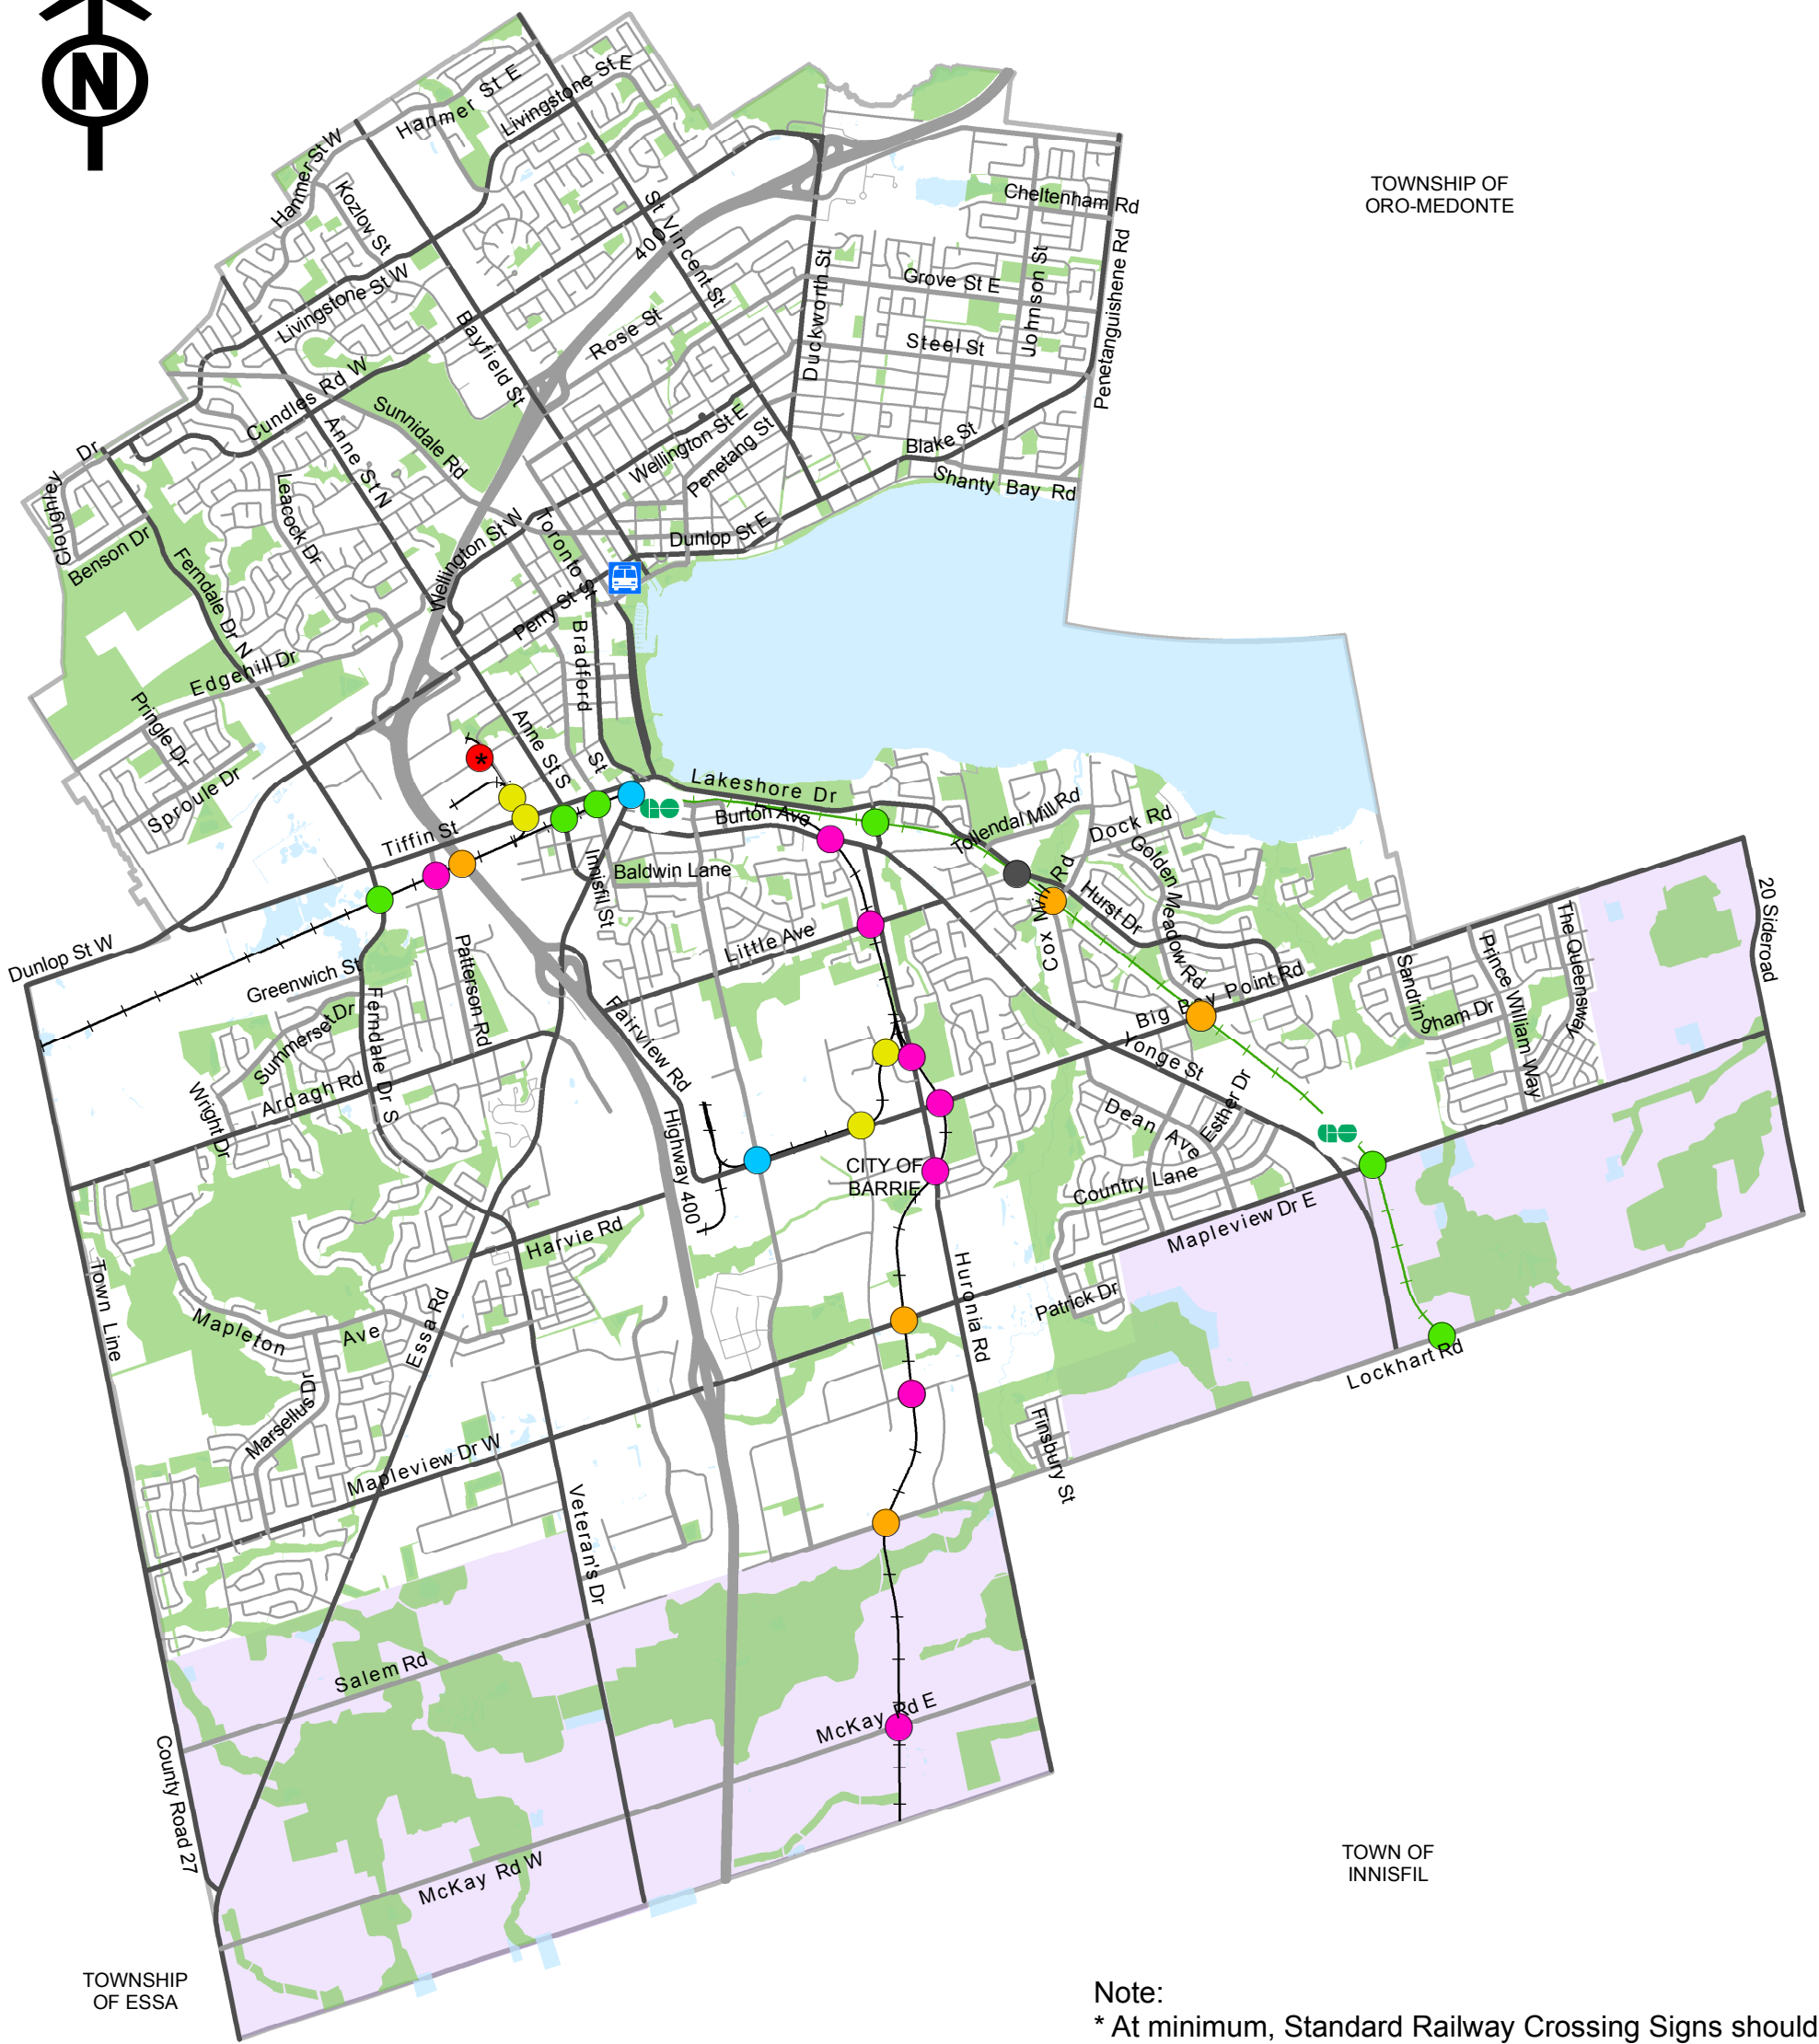 N
TOWNSHIP OF
ORO-MEDONTE
Hanmer St E
Livingstone St E
Hanmer St W
Kozlov St
St Vincent St
400
Cheltenham Rd
Penetanguishene Rd
Johnson St
Duckworth St
Grove St E
Livingstone St W
Bayfield St
Rose St
Steel St
Cundles Rd W
Sunnidale Rd
Anne St N
Wellington St E
Penetang St
Blake St
Shanty Bay Rd
Dr
Cloughley
Leacock Dr
Benson Dr
Ferndale Dr N
Wellington St W
Toronto St
Dunlop St E
Perry St
Bradford
St
Edgehill Dr
Pringle Dr
Sproule Dr
Anne St S
Lakeshore Dr
Burton Ave
Tollendal Mill Rd
Dock Rd
Tiffin St
Innisfil St
Baldwin Lane
Golden Meadow Rd
Cox Mill Rd
Hurst Dr
20 Sideroad
The Queensway
Prince William Way
Sandringham Dr
Dunlop St W
Greenwich St
Patterson Rd
Little Ave
Summerset Dr
Ferndale Dr S
Fairview Rd
Big Bay Point Rd
Yonge St
Ardagh Rd
Wright Dr
Highway 400
Esther Dr
Dean Ave
CITY OF
BARRIE
Country Lane
Mapleview Dr E
Harvie Rd
Huronia Rd
Patrick Dr
Town Line
Mapleton Ave
Essa Rd
Lockhart Rd
Marsellus Dr
Finsbury St
Mapleview Dr W
Veteran's Dr
Salem Rd
McKay Rd E
County Road 27
McKay Rd W
TOWN OF
INNISFIL
TOWNSHIP
OF ESSA
GO
GO
*
Note:
* At minimum, Standard Railway Crossing Signs should